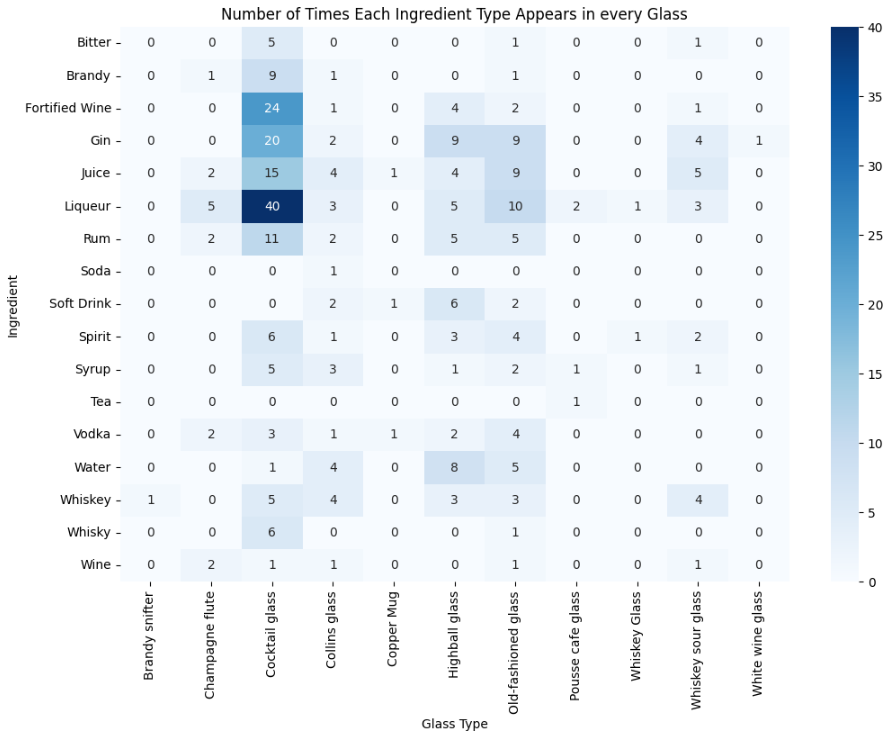 Number of Times Each Ingredient Type Appears in every Glass
Ingredient
Bitter 0 0 5 0 0 0 1 0 0 1 0
Brandy 0 1 9 1 0 0 1 0 0 0 0
Fortified Wine 0 0 24 1 0 4 2 0 0 1 0
Gin 0 0 20 2 0 9 9 0 0 4 1
Juice 0 2 15 4 1 4 9 0 0 5 0
Liqueur 0 5 40 3 0 5 10 2 1 3 0
Rum 0 2 11 2 0 5 5 0 0 0 0
Soda 0 0 0 1 0 0 0 0 0 0 0
Soft Drink 0 0 0 2 1 6 2 0 0 0 0
Spirit 0 0 6 1 0 3 4 0 1 2 0
Syrup 0 0 5 3 0 1 2 1 0 1 0
Tea 0 0 0 0 0 0 0 1 0 0 0
Vodka 0 2 3 1 1 2 4 0 0 0 0
Water 0 0 1 4 0 8 5 0 0 0 0
Whiskey 1 0 5 4 0 3 3 0 0 4 0
Whisky 0 0 6 0 0 0 1 0 0 0 0
Wine 0 2 1 1 0 0 1 0 0 1 0
Brandy snifter
Champagne flute
Cocktail glass
Collins glass
Copper Mug
Highball glass
Old-fashioned glass
Pousse cafe glass
Whiskey Glass
Whiskey sour glass
White wine glass
Glass Type
40
35
30
25
20
15
10
5
0